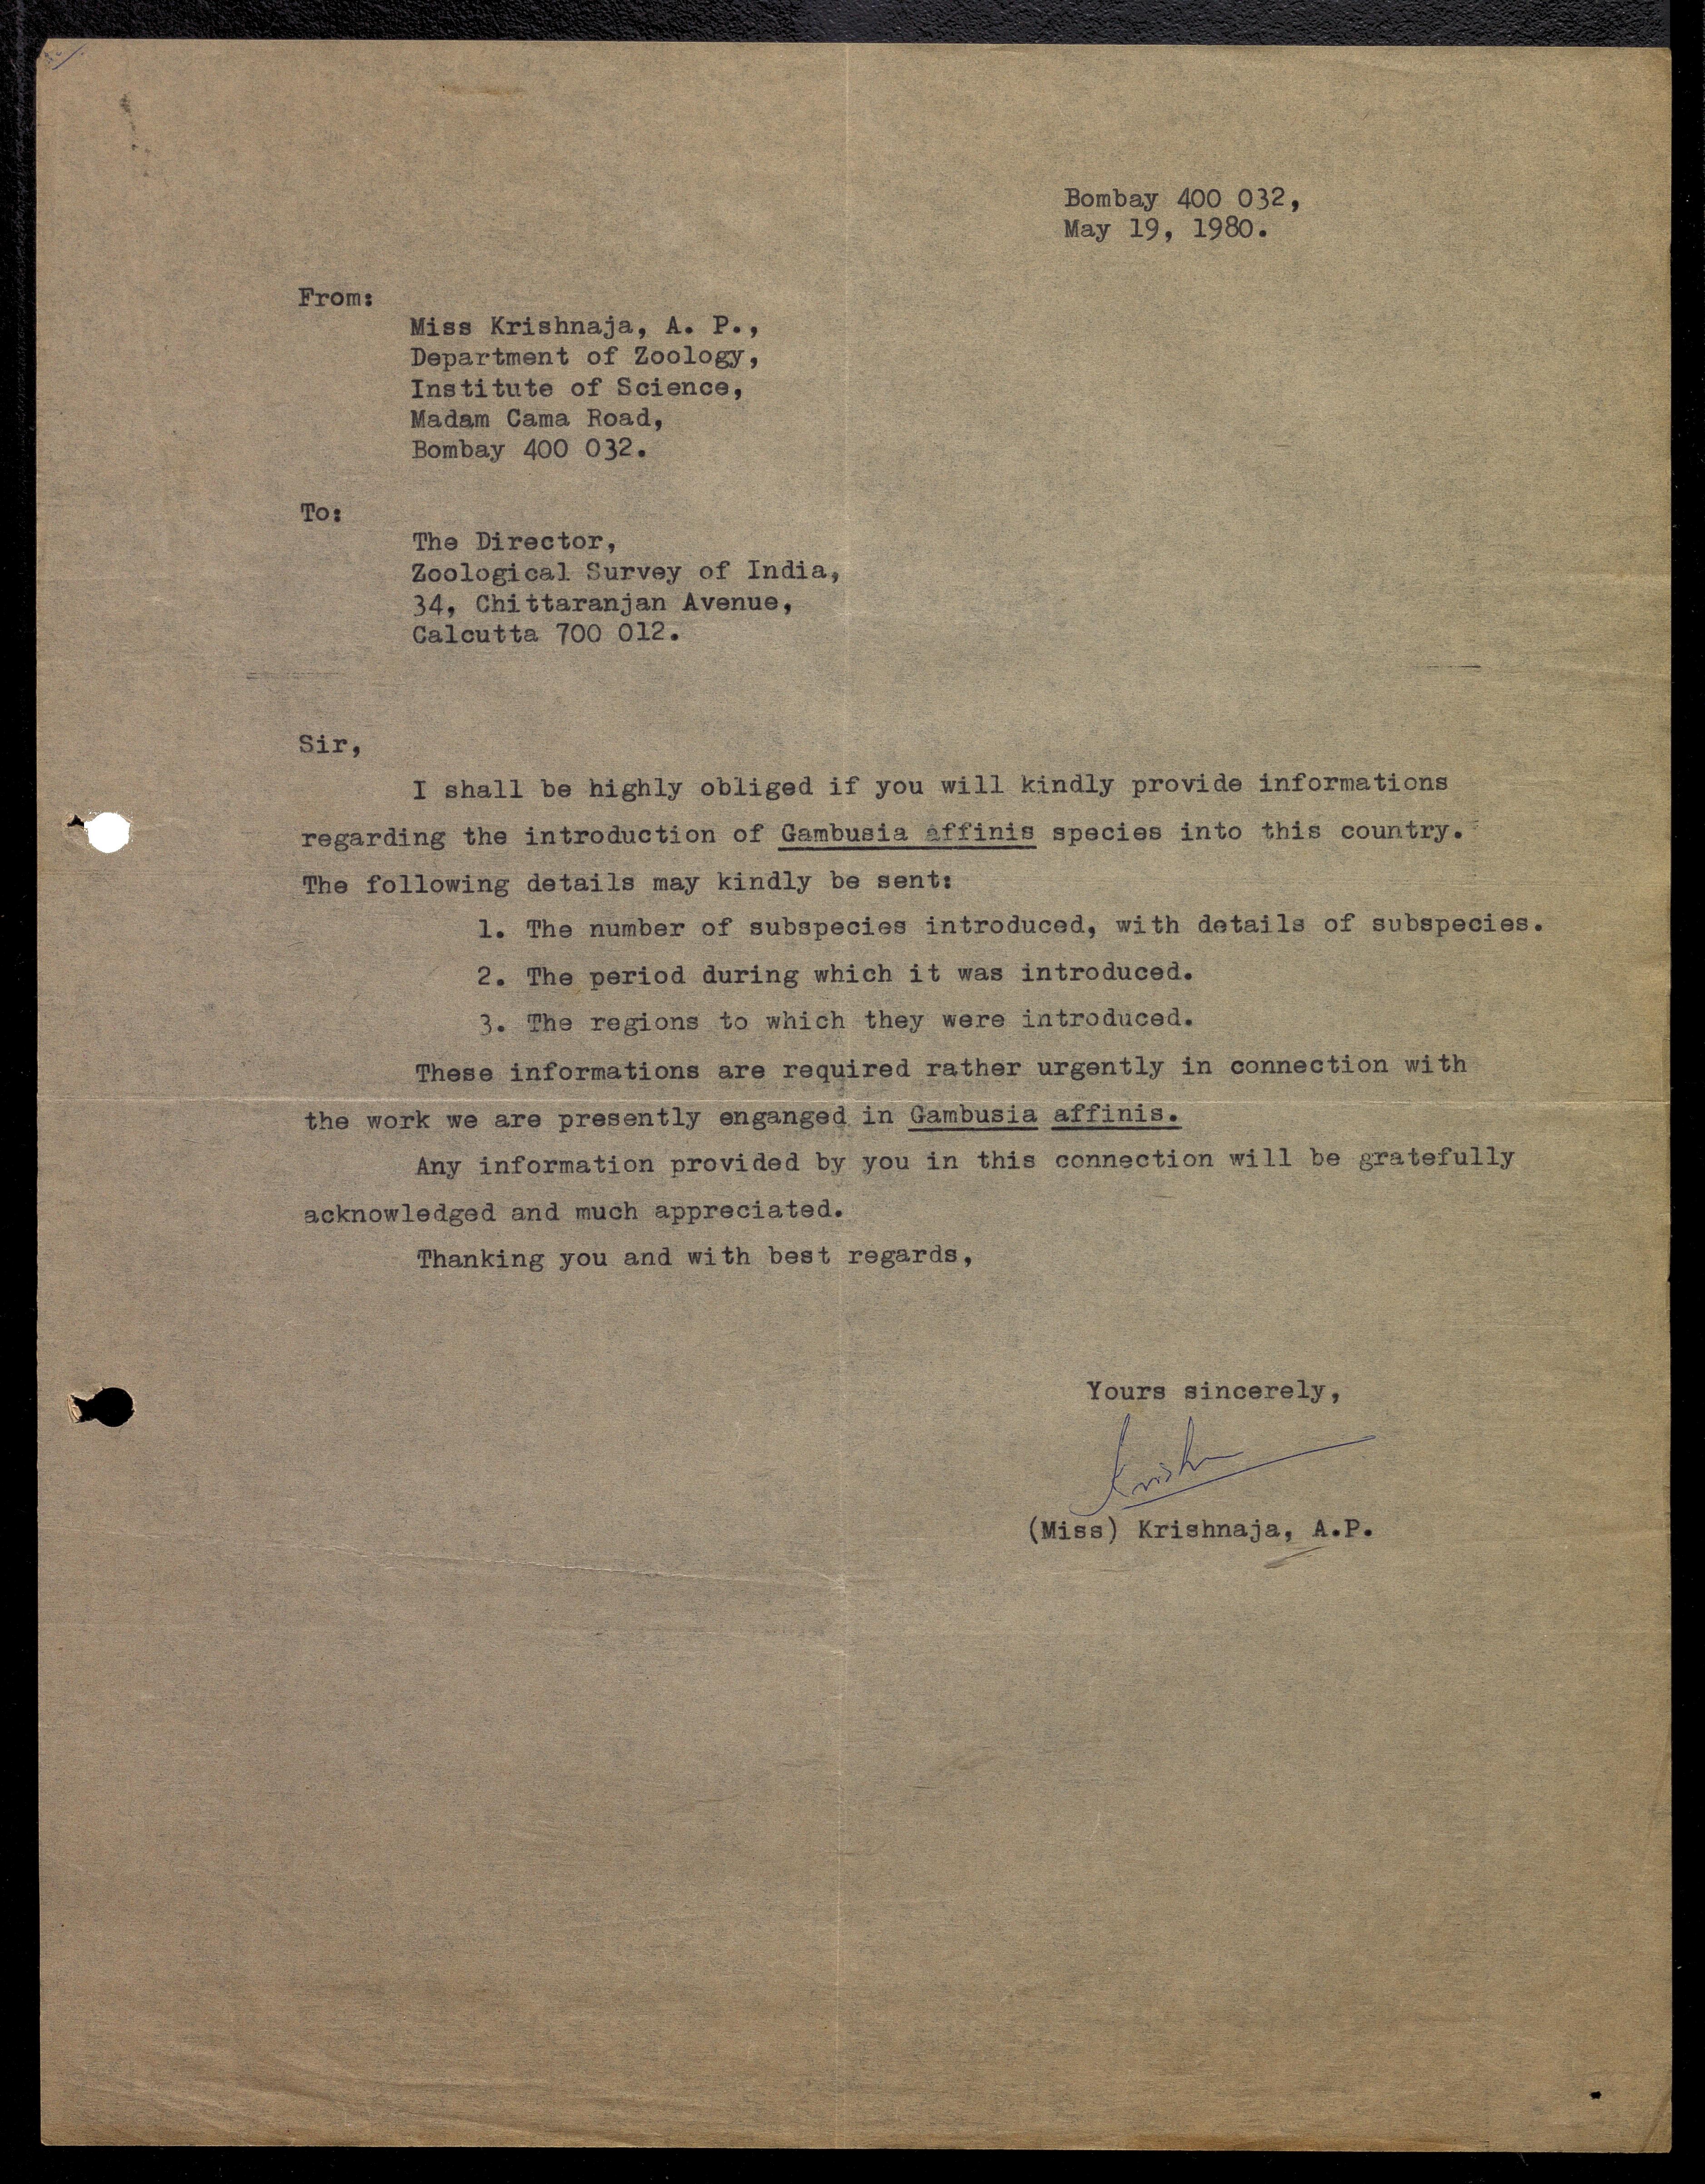 Bombay 400 032,
May 19, 1980.
From:
Miss Krishnaja, A. P.,
Department of Zoology,
Institute of Science,
Madam Cama Road,
Bombay 400 032.
To:
The Director,
Zoological Survey of India,
34, Chittaranjan Avenue,
Calcutta 700 012.
Sir,
I shall be highly obliged if you will kindly provide informations
regarding the introduction of Gambusia affinis species into this country.
The following details may kindly be sent:
1. The number of subspecies introduced, with details of subspecies.
2. The period during which it was introduced.
3. The regions to which they were introduced.
These informations are required rather urgently in connection with
the work we are presently enganged in Gambusia affinis.
Any information provided by you in this connection will be gratefully
acknowledged and much appreciated.
Thanking you and with best regards,
Yours sincerely,
Krishn
(Miss) Krishnaja, A.P.